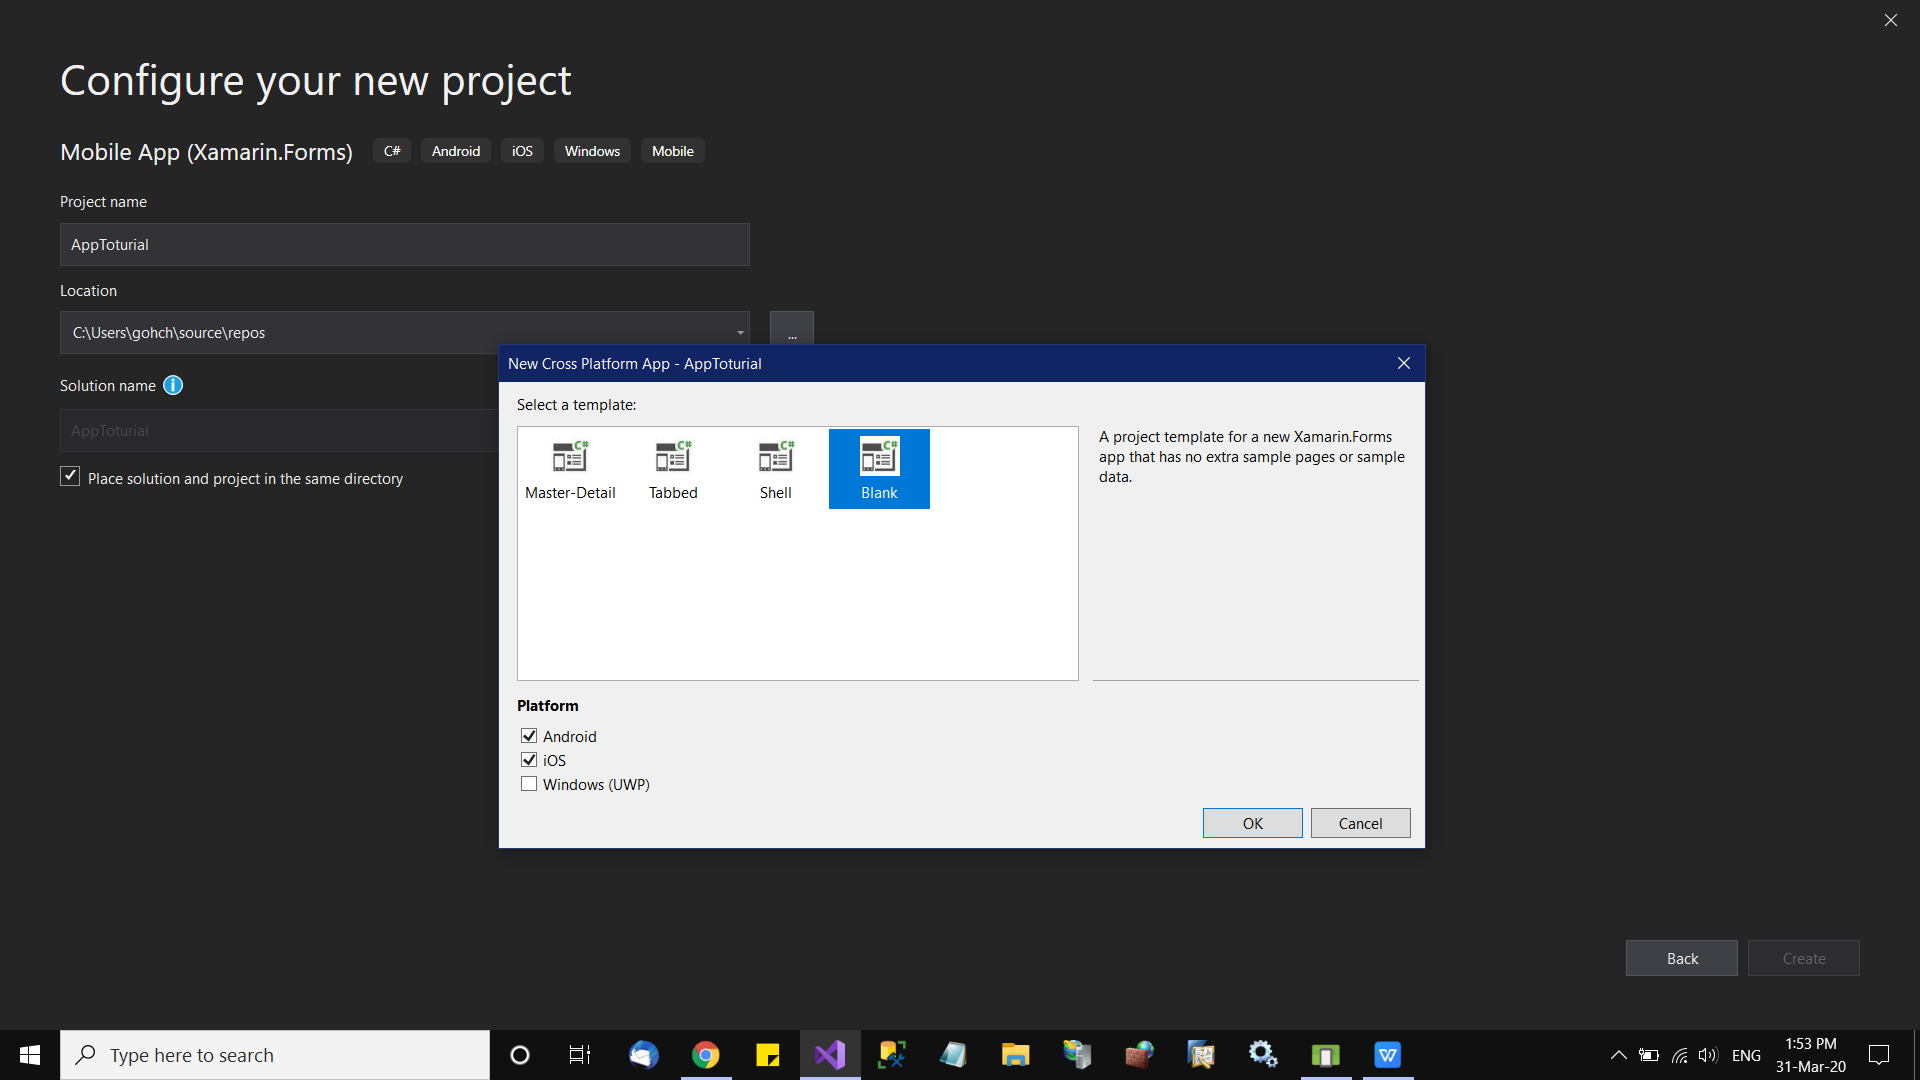 Configure your new project
Mobile App (Xamarin.Forms) C# Android iOS Windows Mobile
Project name
AppToturial
Location
C:\Users\gohch\source\repos
...
Solution name
AppToturial
Place solution and project in the same directory
New Cross Platform App - AppToturial
Select a template:
Master-Detail Tabbed Shell Blank
A project template for a new Xamarin.Forms
app that has no extra sample pages or sample
data.
Platform
Android
iOS
Windows (UWP)
OK Cancel
Back Create
Type here to search
ENG
1:53 PM
31-Mar-20